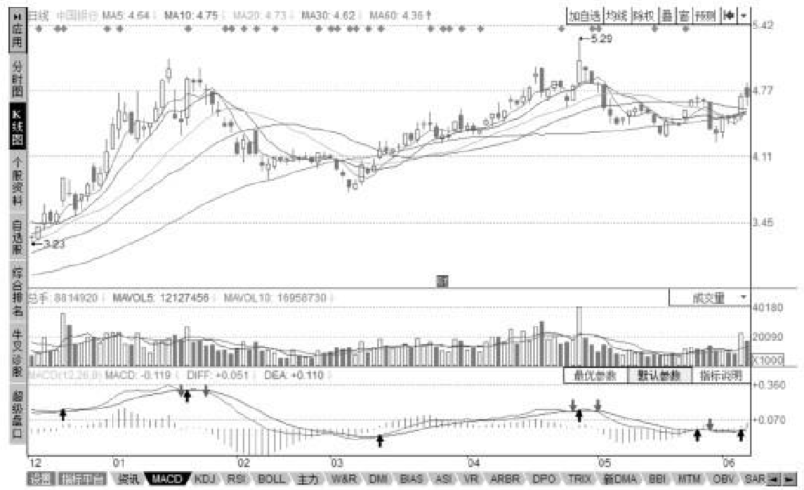 日线 中国银行 MA5: 4.64↓ MA10: 4.75↓ MA20: 4.73↓ MA30: 4.62↓ MA60: 4.36↑ 加自选 均线 除权 叠 窗 预测
应用
分时图
K线图
个股资料
自选股
综合排名
牛叉诊股
超级盘口
5.42
5.29
4.77
4.11
3.45
3.23
总手: 8814920↓ MAVOL5: 12127456↓ MAVOL10: 16958730↓ 成交量
40180
20090
X1000
MACD(12,26,9) MACD: -0.119↓ DIFF: +0.051↓ DEA: +0.110↓ 最优参数 默认参数 指标说明
+0.360
+0.070
12 01 02 03 04 05 06
设置 指标平台 资讯 MACD KDJ RSI BOLL 主力 W&R DMI BIAS ASI VR ARBR DPO TRIX 新DMA BBI MTM OBV SAR